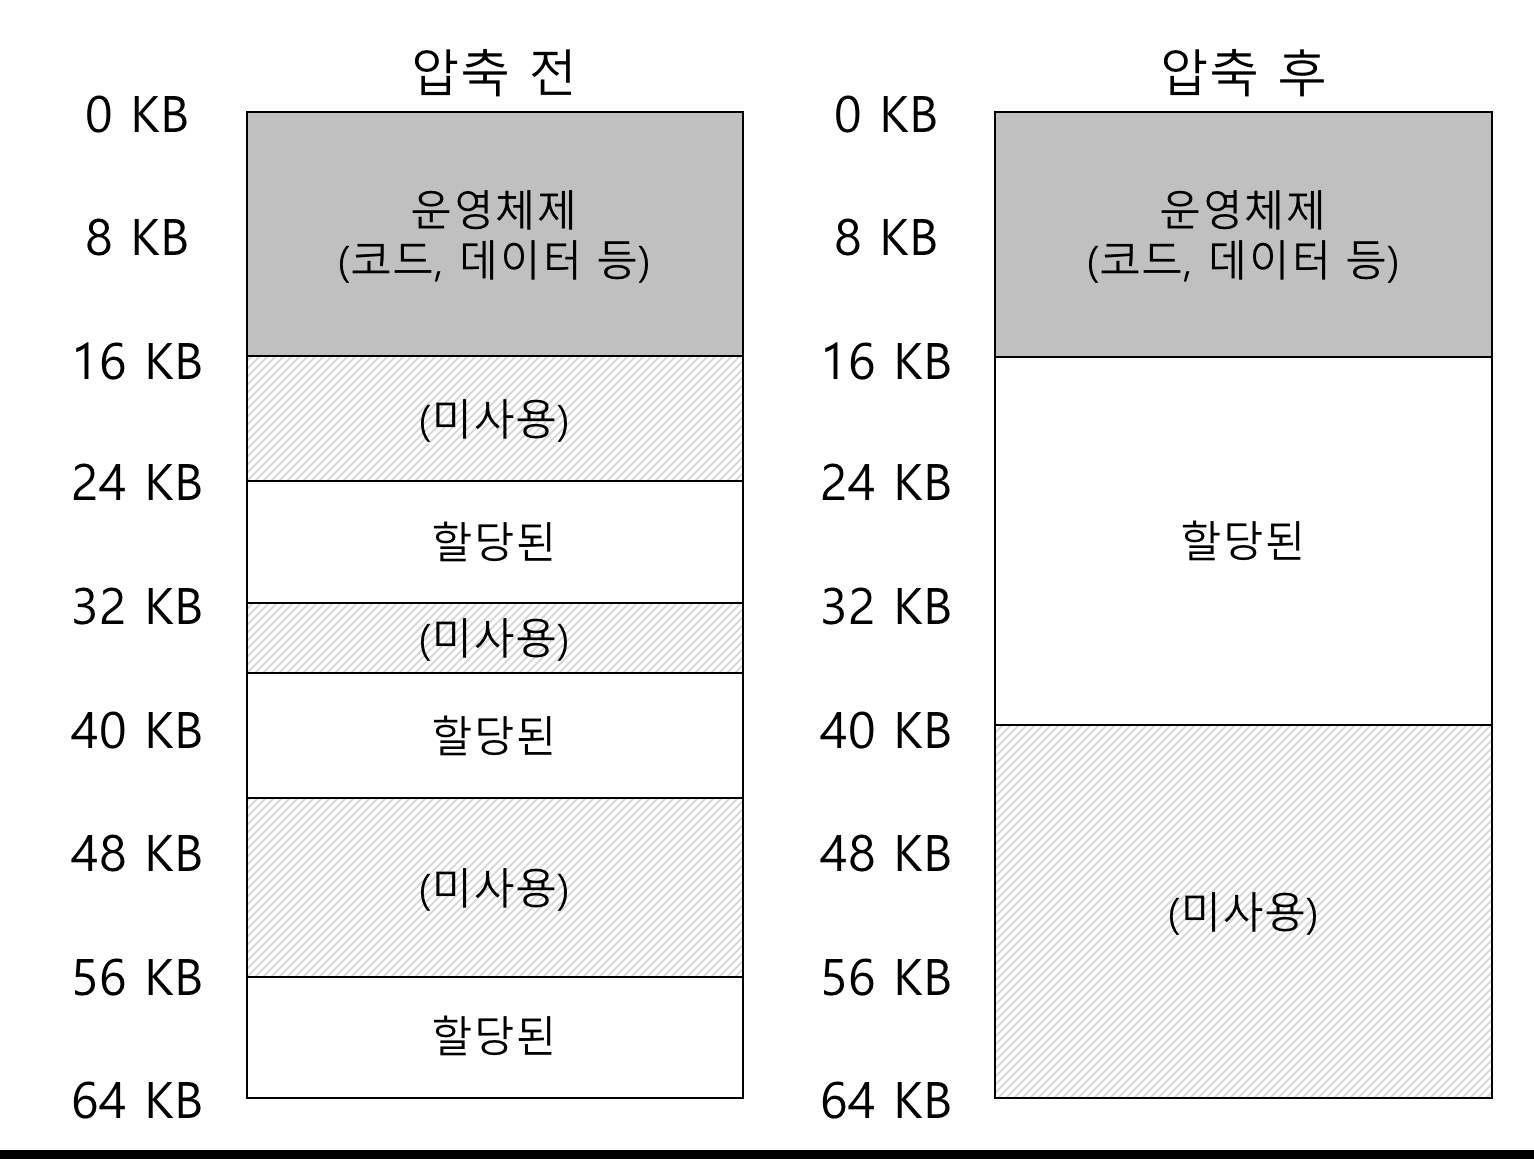 압축 전
0 KB
운영체제
8 KB
(코드, 데이터 등)
16 KB
(미사용)
24 KB
할당된
32 KB
(미사용)
40 KB
할당된
48 KB
(미사용)
56 KB
할당된
64 KB
압축 후
0 KB
운영체제
8 KB
(코드, 데이터 등)
16 KB
24 KB
할당된
32 KB
40 KB
48 KB
(미사용)
56 KB
64 KB